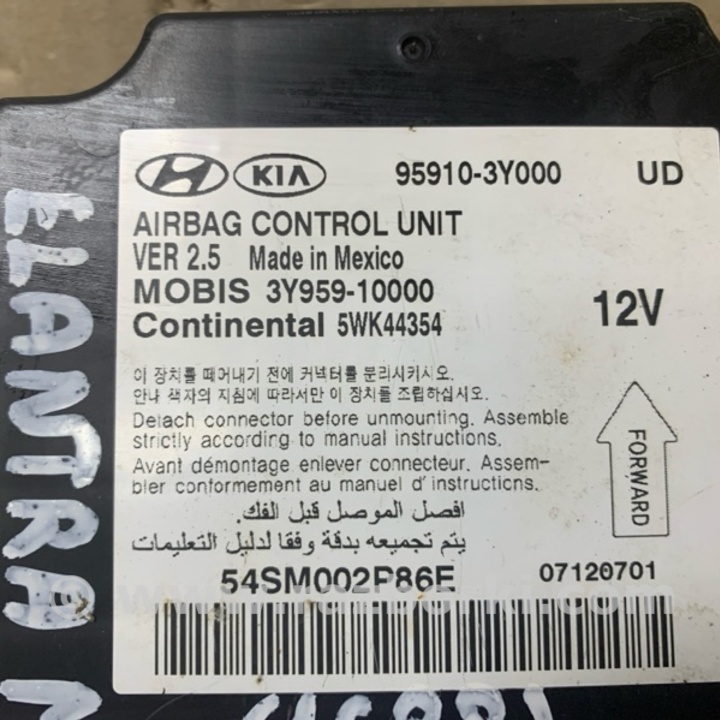 KIA 95910-3Y000 UD
AIRBAG CONTROL UNIT
VER 2.5 Made in Mexico
MOBIS 3Y959-10000
Continental 5WK44354
12V
이 장치를 떼어내기 전에 커넥터를 분리시키시오.
안내 책자의 지침에 따라서만 이 장치를 조립하십시오.
Detach connector before unmounting. Assemble
strictly according to manual instructions.
Avant démontage enlever connecteur. Assem-
bler conformement au manuel d'instructions.
افصل الموصل قبل الفك.
يتم تجميعه بدقة وفقا لدليل التعليمات
FORWARD
54SM002P86E 07120701
ELANTRA